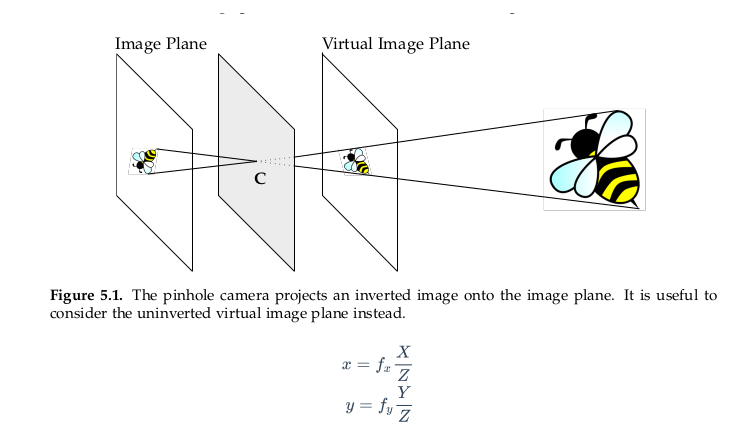 Image Plane
Virtual Image Plane
C
Figure 5.1. The pinhole camera projects an inverted image onto the image plane. It is useful to
consider the uninverted virtual image plane instead.
x = f_x X/Z
y = f_y Y/Z